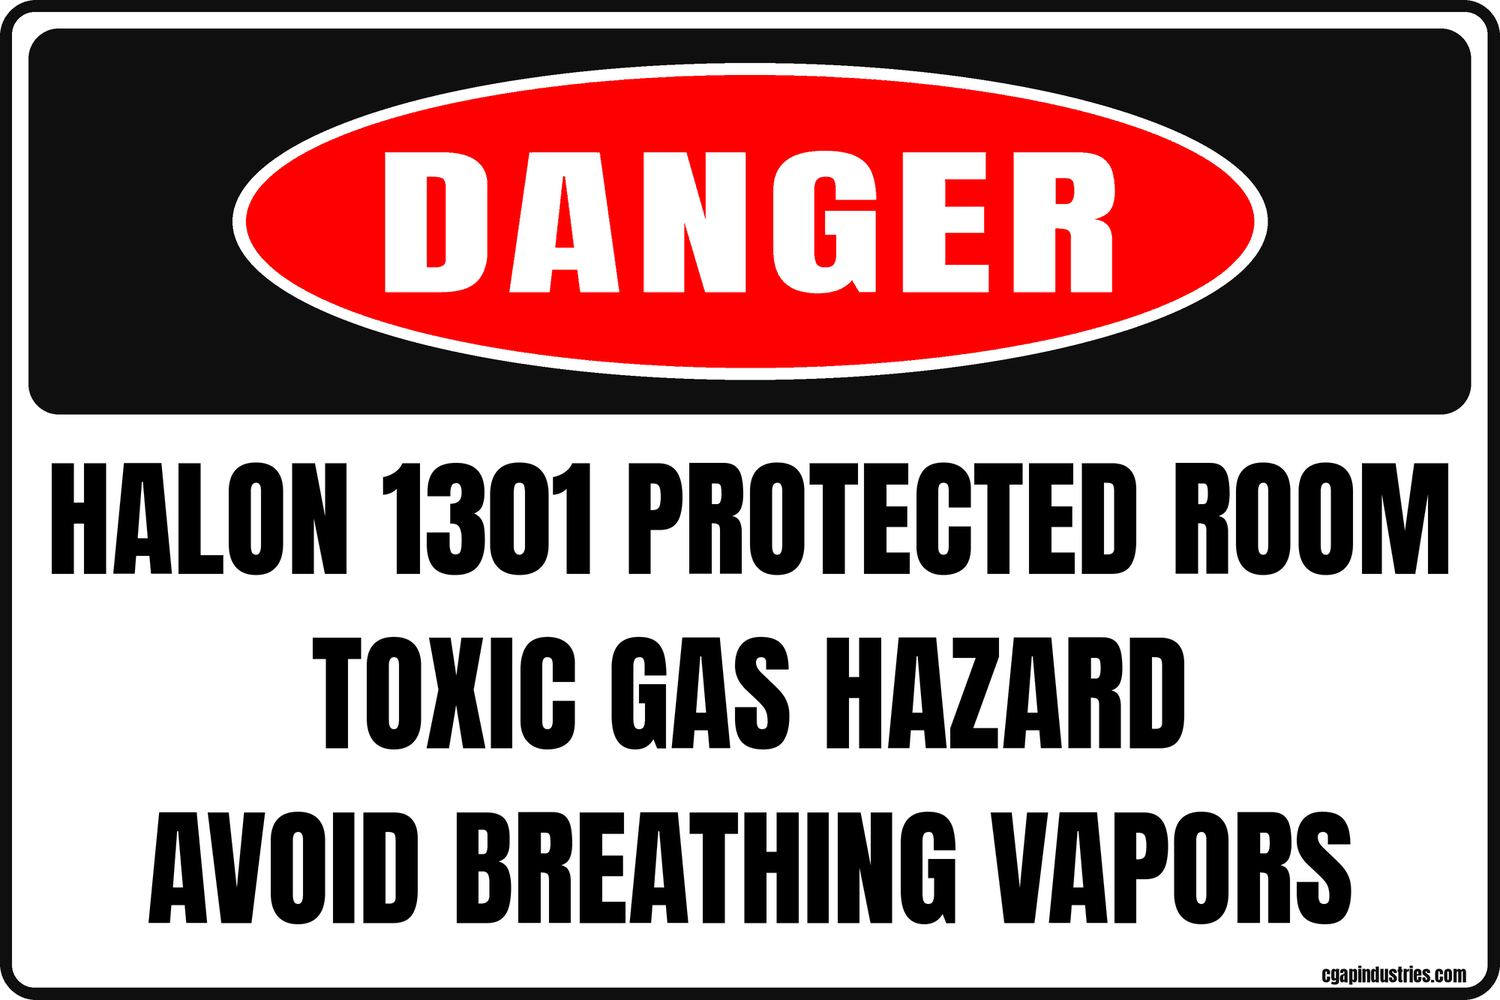 DANGER
HALON 1301 PROTECTED ROOM
TOXIC GAS HAZARD
AVOID BREATHING VAPORS
cgapindustries.com